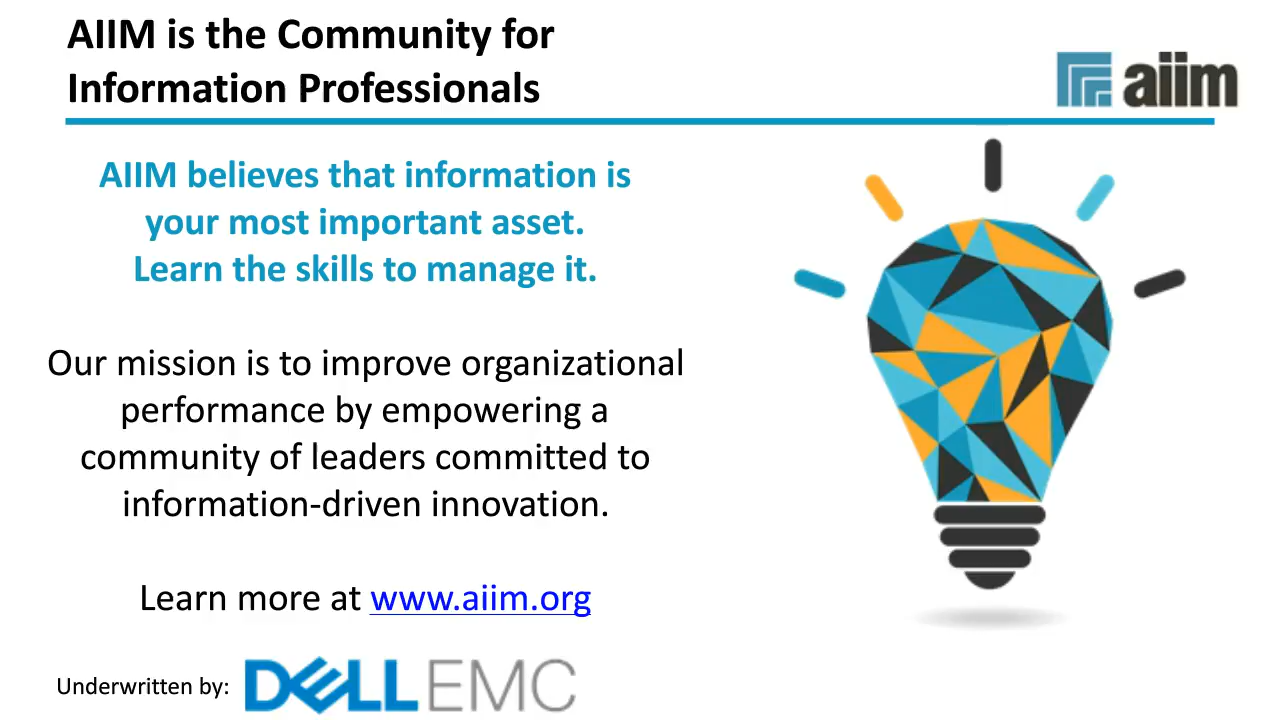 AIIM is the Community for
Information Professionals
aiim
AIIM believes that information is
your most important asset.
Learn the skills to manage it.
Our mission is to improve organizational
performance by empowering a
community of leaders committed to
information-driven innovation.
Learn more at www.aiim.org
Underwritten by: DELL EMC